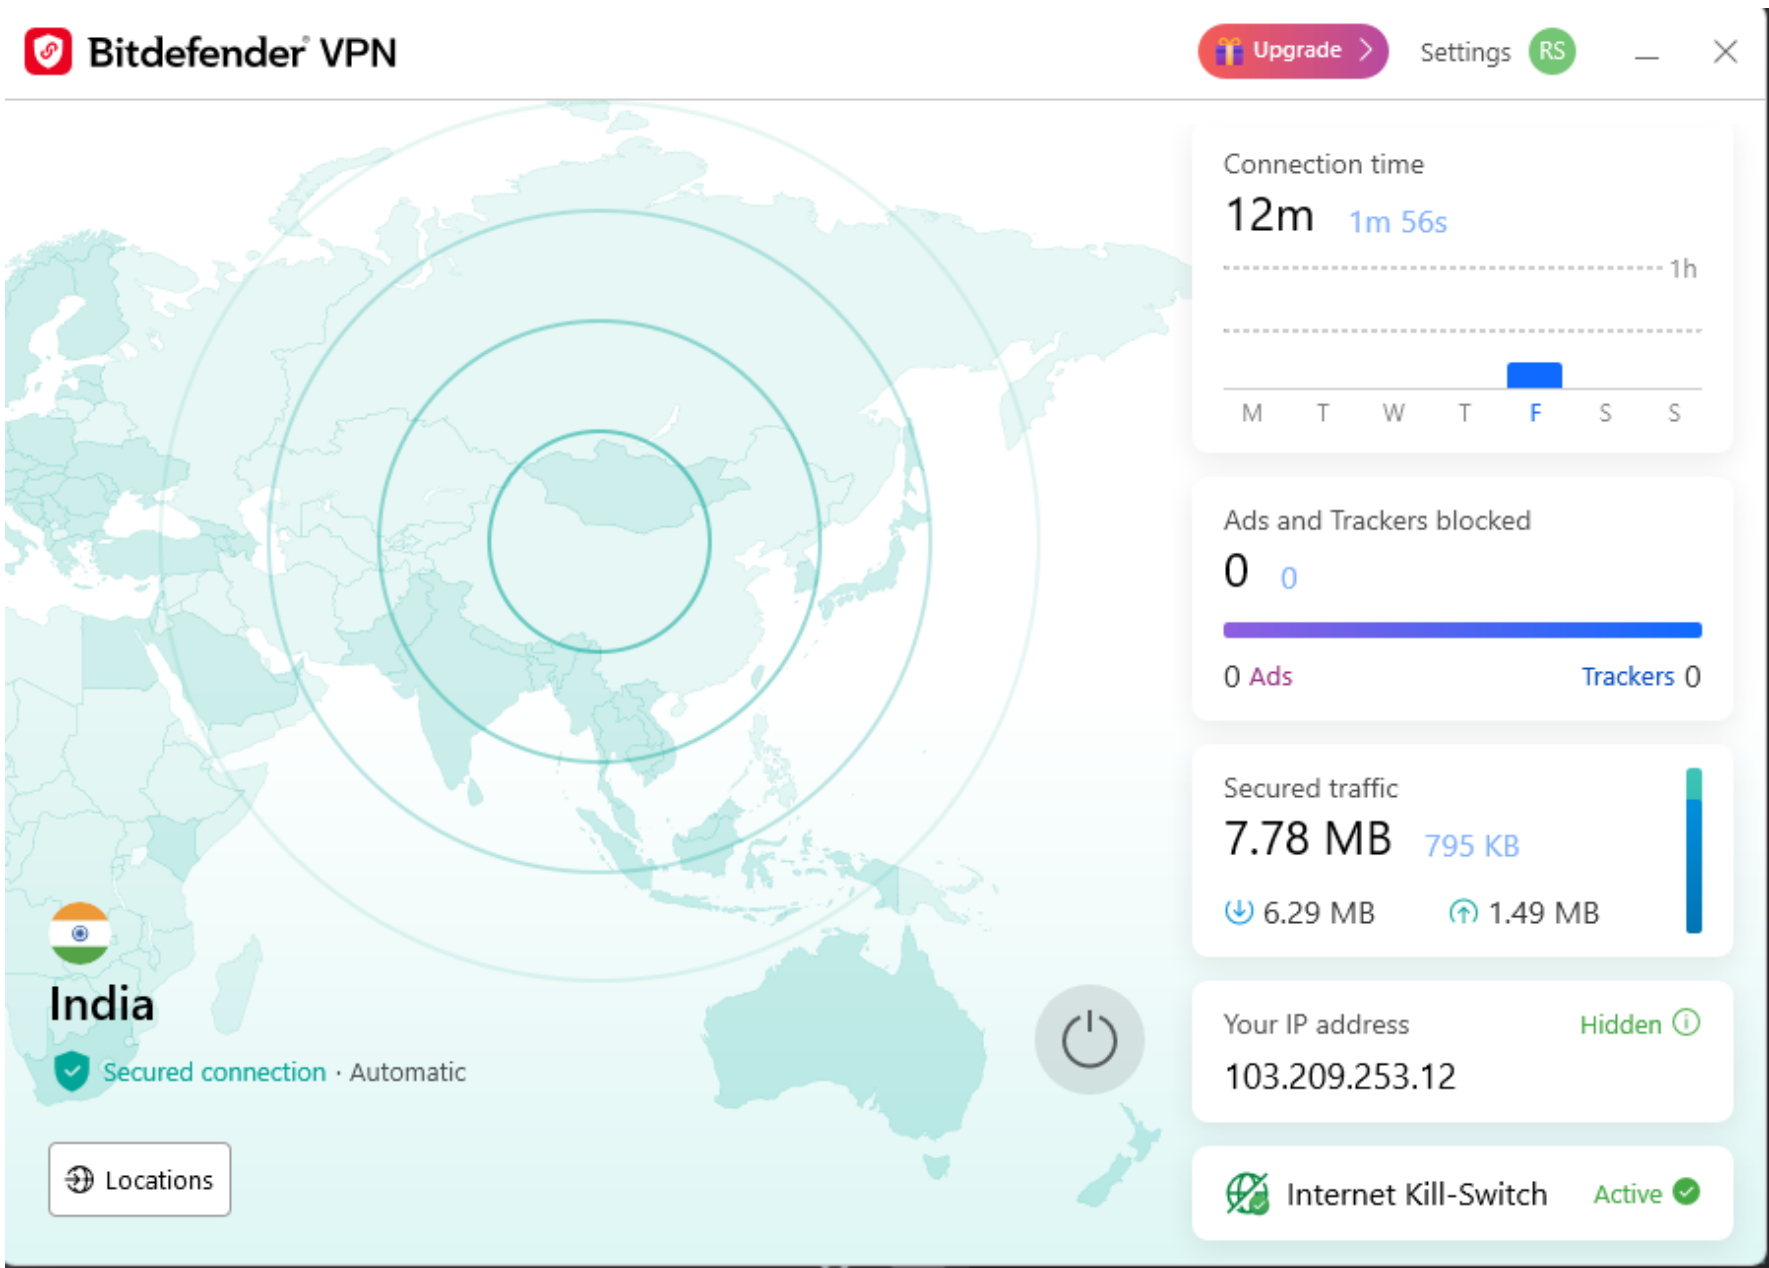 Bitdefender® VPN
Upgrade
Settings RS
Connection time
12m 1m 56s
1h
M T W T F S S
Ads and Trackers blocked
0 0
0 Ads Trackers 0
Secured traffic
7.78 MB 795 KB
6.29 MB 1.49 MB
India
Secured connection · Automatic
Locations
Your IP address Hidden
103.209.253.12
Internet Kill-Switch Active